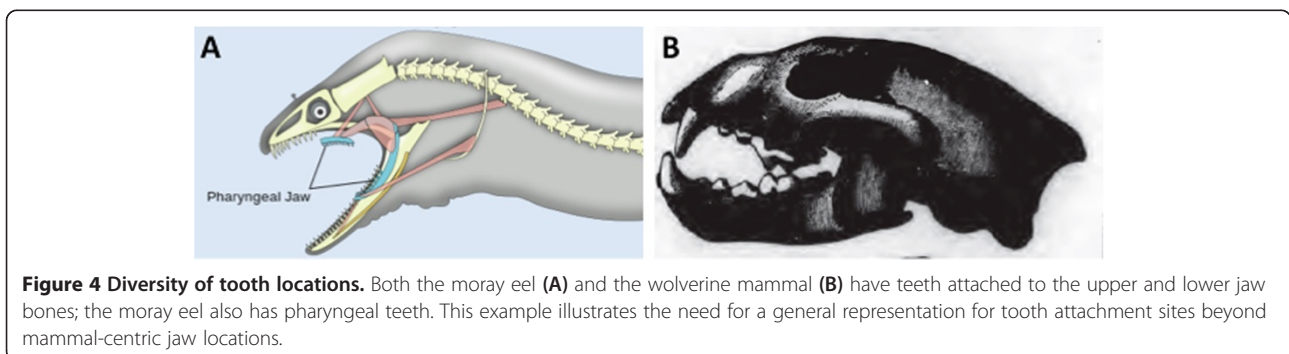 A
B
Pharyngeal Jaw
Figure 4 Diversity of tooth locations. Both the moray eel (A) and the wolverine mammal (B) have teeth attached to the upper and lower jaw
bones; the moray eel also has pharyngeal teeth. This example illustrates the need for a general representation for tooth attachment sites beyond
mammal-centric jaw locations.